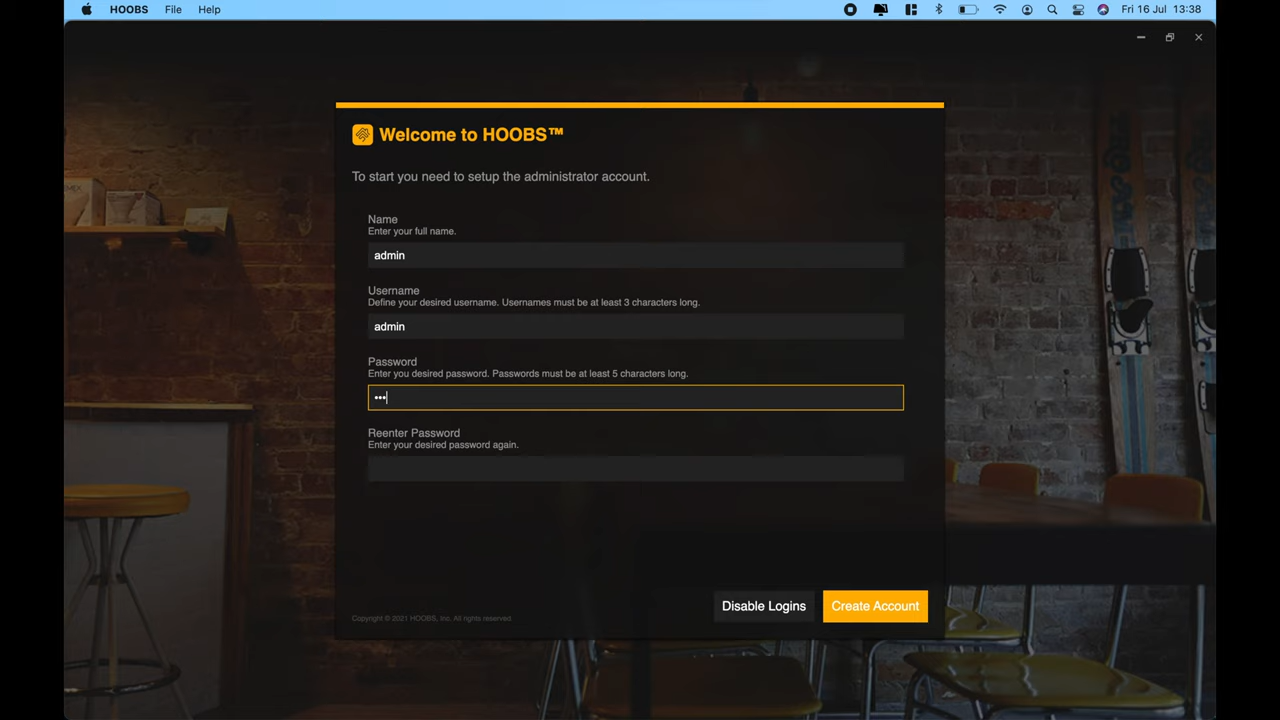 HOOBS File Help Fri 16 Jul 13:38
Welcome to HOOBS™
To start you need to setup the administrator account.
Name
Enter your full name.
admin
Username
Define your desired username. Usernames must be at least 3 characters long.
admin
Password
Enter you desired password. Passwords must be at least 5 characters long.
•••
Reenter Password
Enter your desired password again.
Disable Logins Create Account
Copyright © 2021 HOOBS, Inc. All rights reserved.